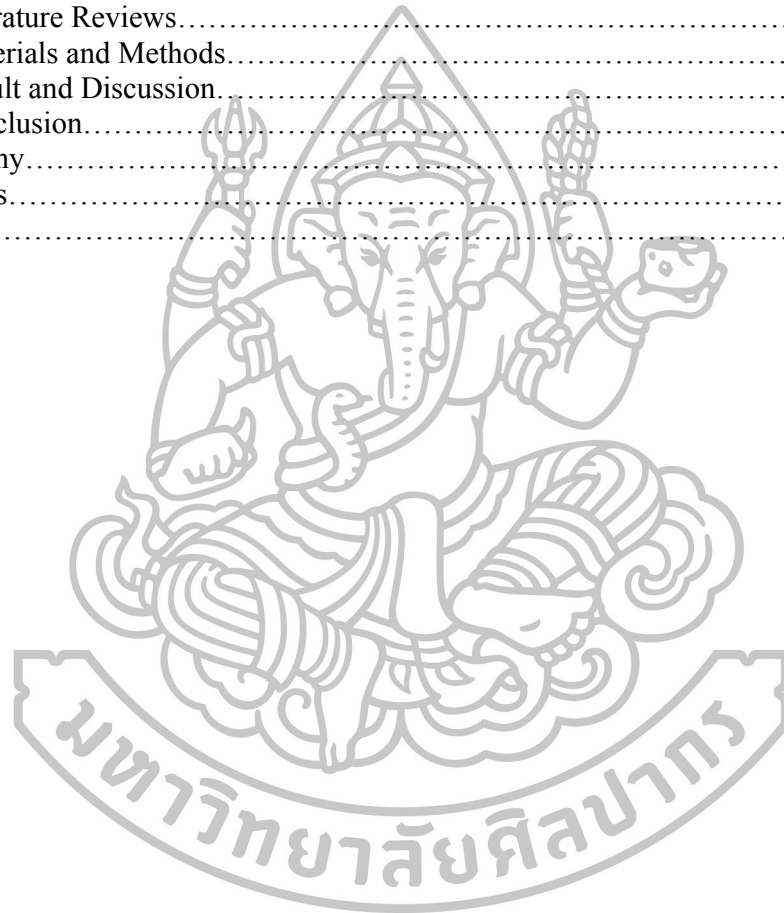 rature Reviews……………………………………………………
erials and Methods……………………………………………………
ult and Discussion……………………………………………………
clusion……………………………………………………
ny……………………………………………………
s……………………………………………………
……………………………………………………
มหาวิทยาลัยศิลปากร